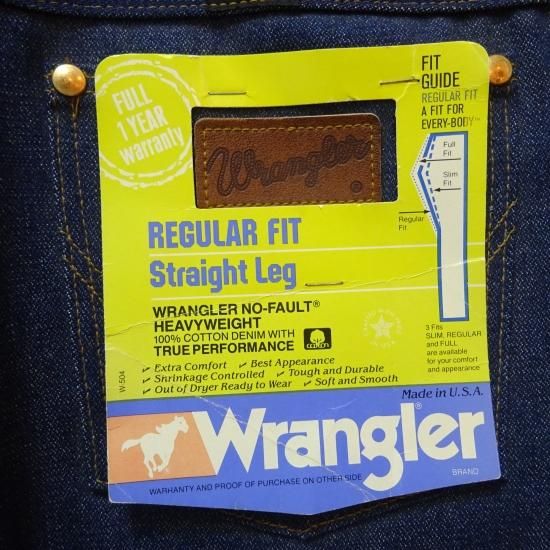 FULL
1 YEAR
warranty
FIT
GUIDE
REGULAR FIT
A FIT FOR
EVERY-BODY™
Wrangler
®
Full
Fit
Slim
Fit
Regular
Fit
REGULAR FIT
Straight Leg
WRANGLER NO-FAULT®
HEAVYWEIGHT
100% COTTON DENIM WITH
TRUE PERFORMANCE
cotton
3 Fits
SLIM, REGULAR
and FULL
are available
for your comfort
and appearance
✓ Extra Comfort ✓ Best Appearance
✓ Shrinkage Controlled ✓ Tough and Durable
✓ Out of Dryer Ready to Wear ✓ Soft and Smooth
W-504
Made in U.S.A.
Wrangler®
BRAND
WARRANTY AND PROOF OF PURCHASE ON OTHER SIDE